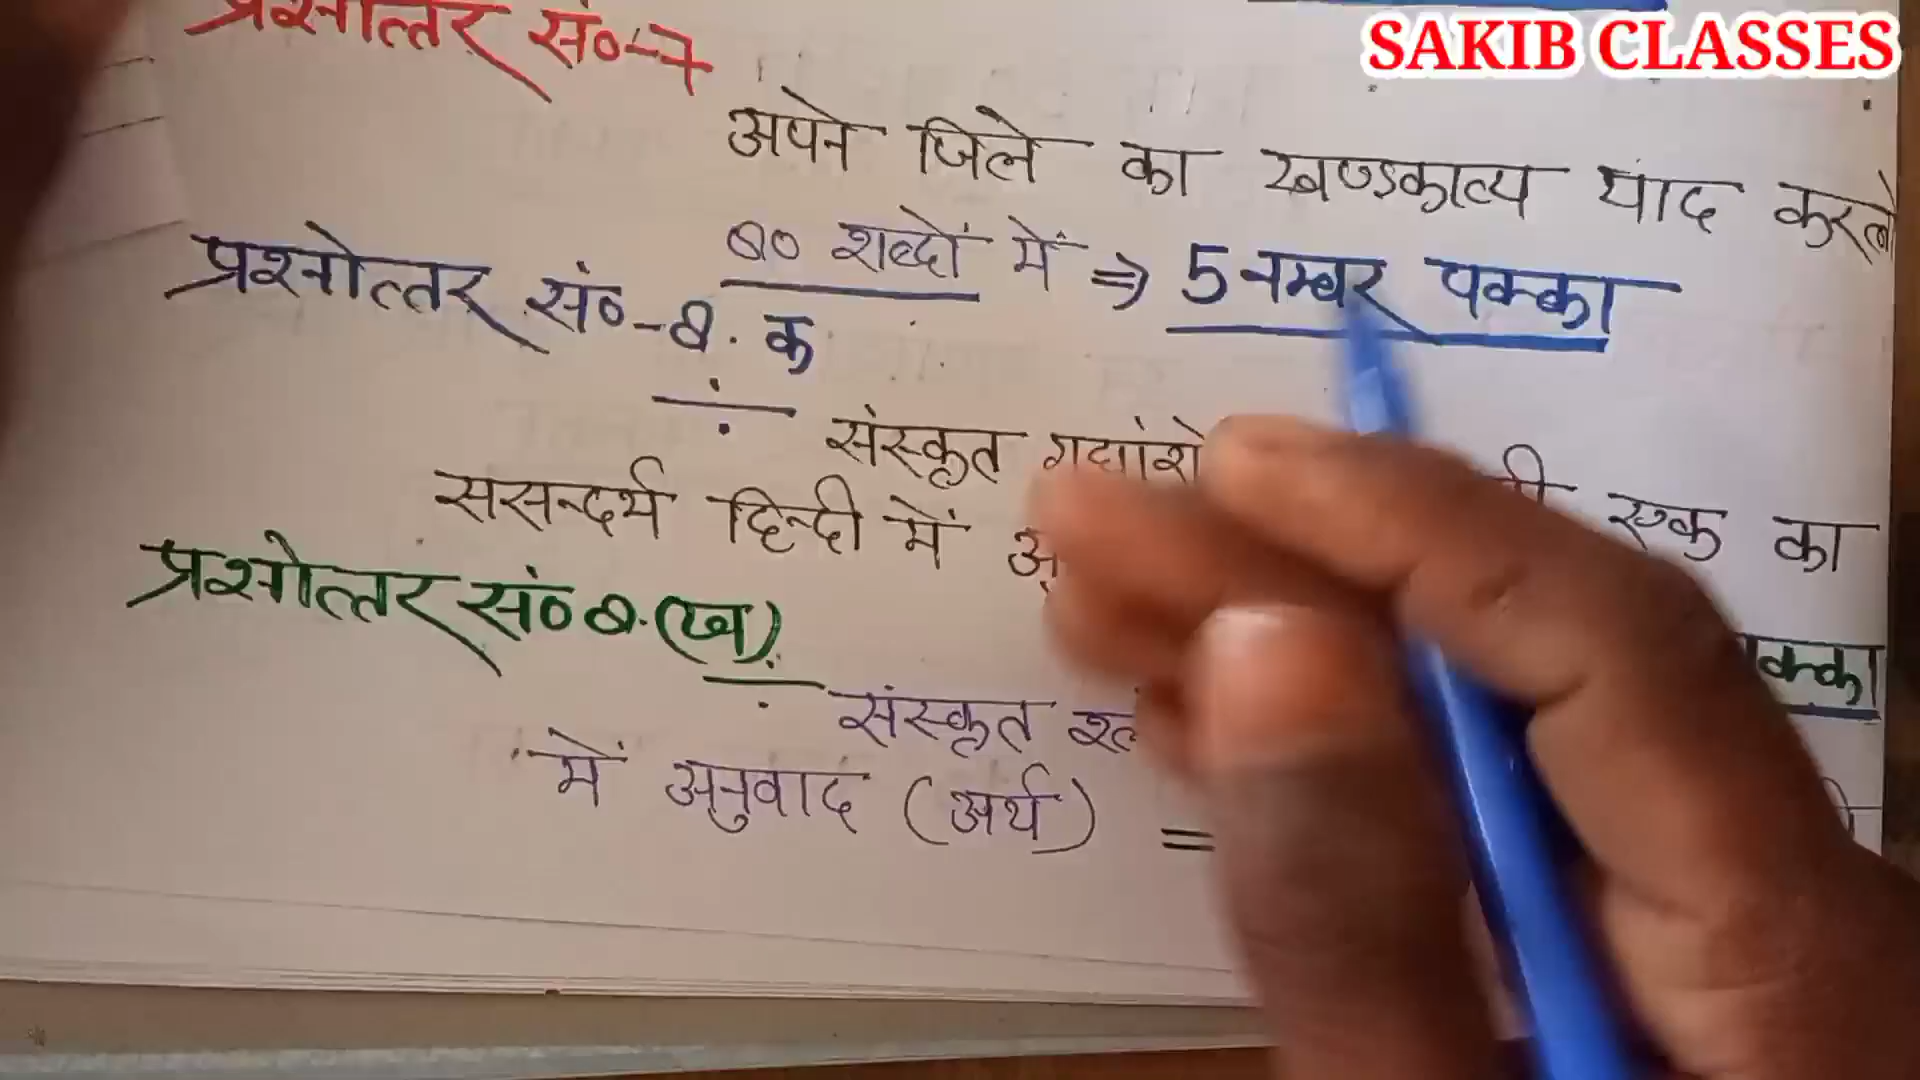 SAKIB CLASSES
प्रश्नोत्तर सं०-7
अपने जिले का खण्डकाव्य याद करले
80 शब्दों में ⇒ 5 नम्बर पक्का
प्रश्नोत्तर सं०-8. क
संस्कृत गद्यांशो एक का
ससन्दर्भ हिन्दी में
प्रश्नोत्तर सं० 8.(ख)
पक्का
संस्कृत
में अनुवाद (अर्थ) =